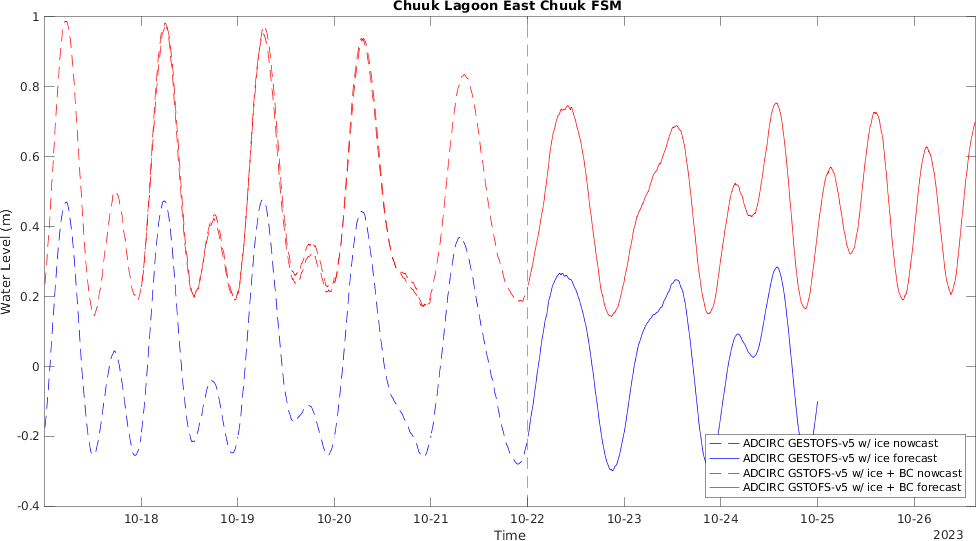 Chuuk Lagoon East Chuuk FSM
Water Level (m)
1
0.8
0.6
0.4
0.2
0
-0.2
-0.4
ADCIRC GESTOFS-v5 w/ ice nowcast
ADCIRC GESTOFS-v5 w/ ice forecast
ADCIRC GSTOFS-v5 w/ ice + BC nowcast
ADCIRC GSTOFS-v5 w/ ice + BC forecast
10-18 10-19 10-20 10-21 10-22 10-23 10-24 10-25 10-26
Time
2023